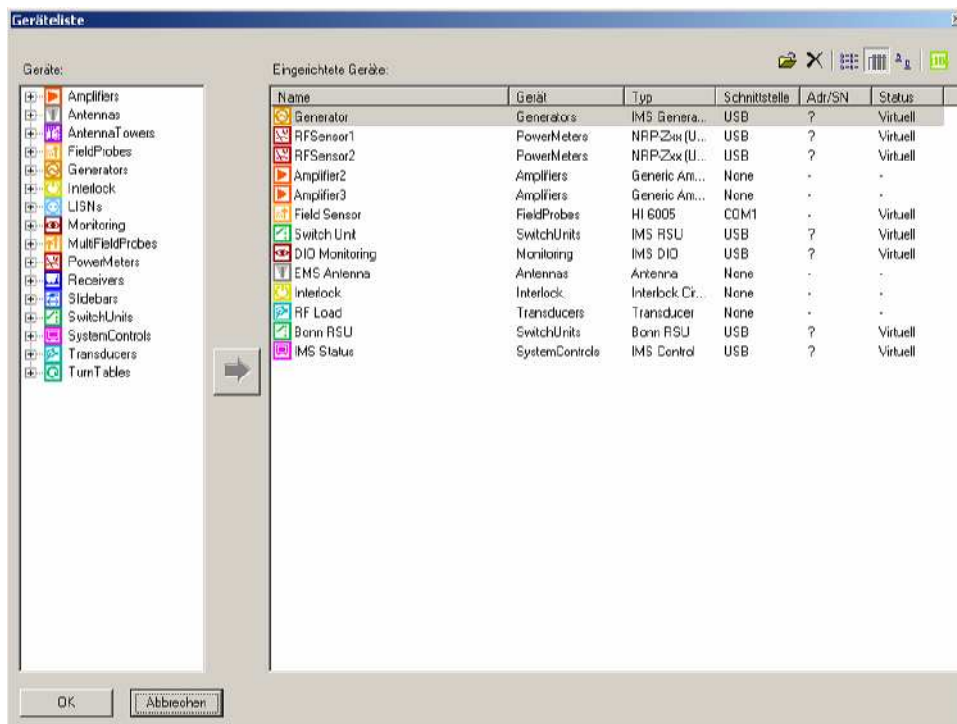 Geräteliste
Geräte:
Amplifiers
Antennas
AntennaTowers
FieldProbes
Generators
Interlock
LISNs
Monitoring
MultiFieldProbes
PowerMeters
Receivers
Slidebars
SwitchUnits
SystemControls
Transducers
TurnTables
Eingerichtete Geräte:
Name Gerät Typ Schnittstelle Adr/SN Status
Generator Generators IMS Genera... USB ? Virtuell
RFSensor1 PowerMeters NRP-Zxx (U... USB ? Virtuell
RFSensor2 PowerMeters NRP-Zxx (U... USB ? Virtuell
Amplifier2 Amplifiers Generic Am... None - -
Amplifier3 Amplifiers Generic Am... None - -
Field Sensor FieldProbes HI 6005 COM1 - Virtuell
Switch Unit SwitchUnits IMS RSU USB ? Virtuell
DIO Monitoring Monitoring IMS DIO USB ? Virtuell
EMS Antenna Antennas Antenna None - -
Interlock Interlock Interlock Cir... None - -
RF Load Transducers Transducer None - -
Bonn RSU SwitchUnits Bonn RSU USB ? Virtuell
IMS Status SystemControls IMS Control USB ? Virtuell
OK Abbrechen